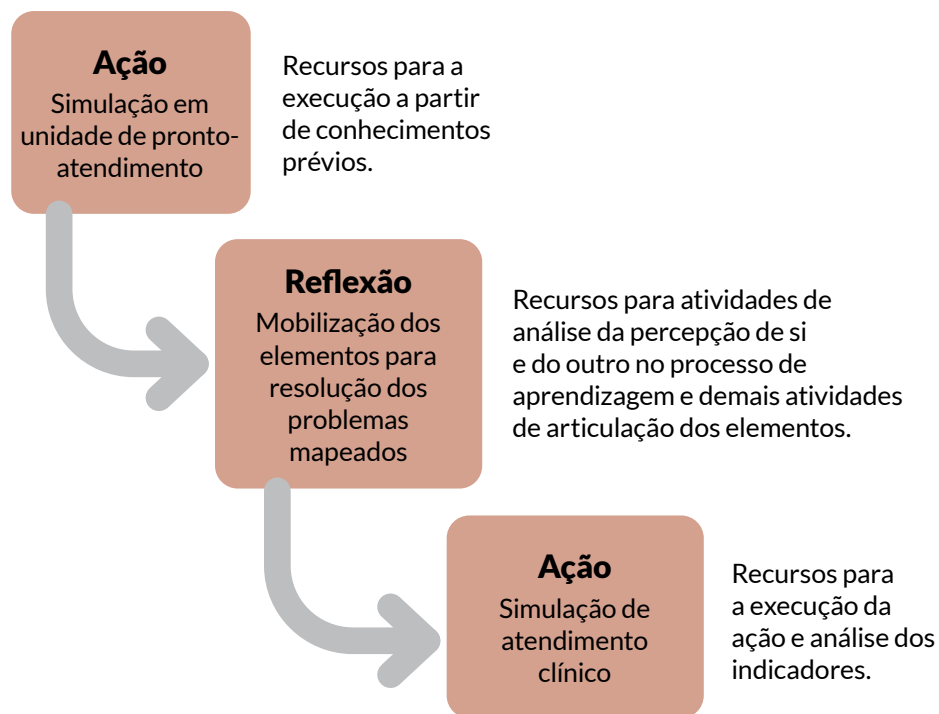 Ação
Simulação em
unidade de pronto-
atendimento
Recursos para a
execução a partir
de conhecimentos
prévios.
Reflexão
Mobilização dos
elementos para
resolução dos
problemas
mapeados
Recursos para atividades de
análise da percepção de si
e do outro no processo de
aprendizagem e demais atividades
de articulação dos elementos.
Ação
Simulação de
atendimento
clínico
Recursos para
a execução da
ação e análise dos
indicadores.